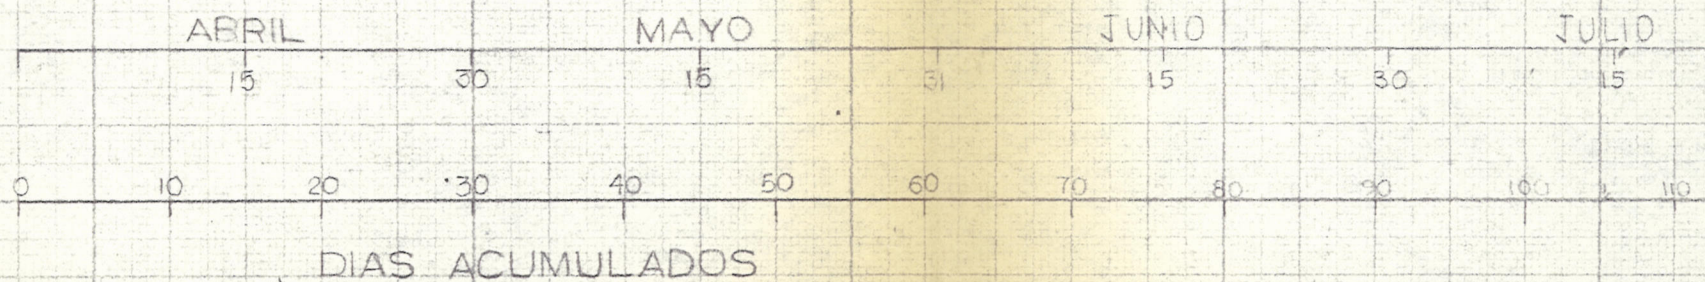 ABRIL MAYO JUNIO JULIO
15 30 15 31 15 30 15
0 10 20 30 40 50 60 70 80 90 100 110
DIAS ACUMULADOS